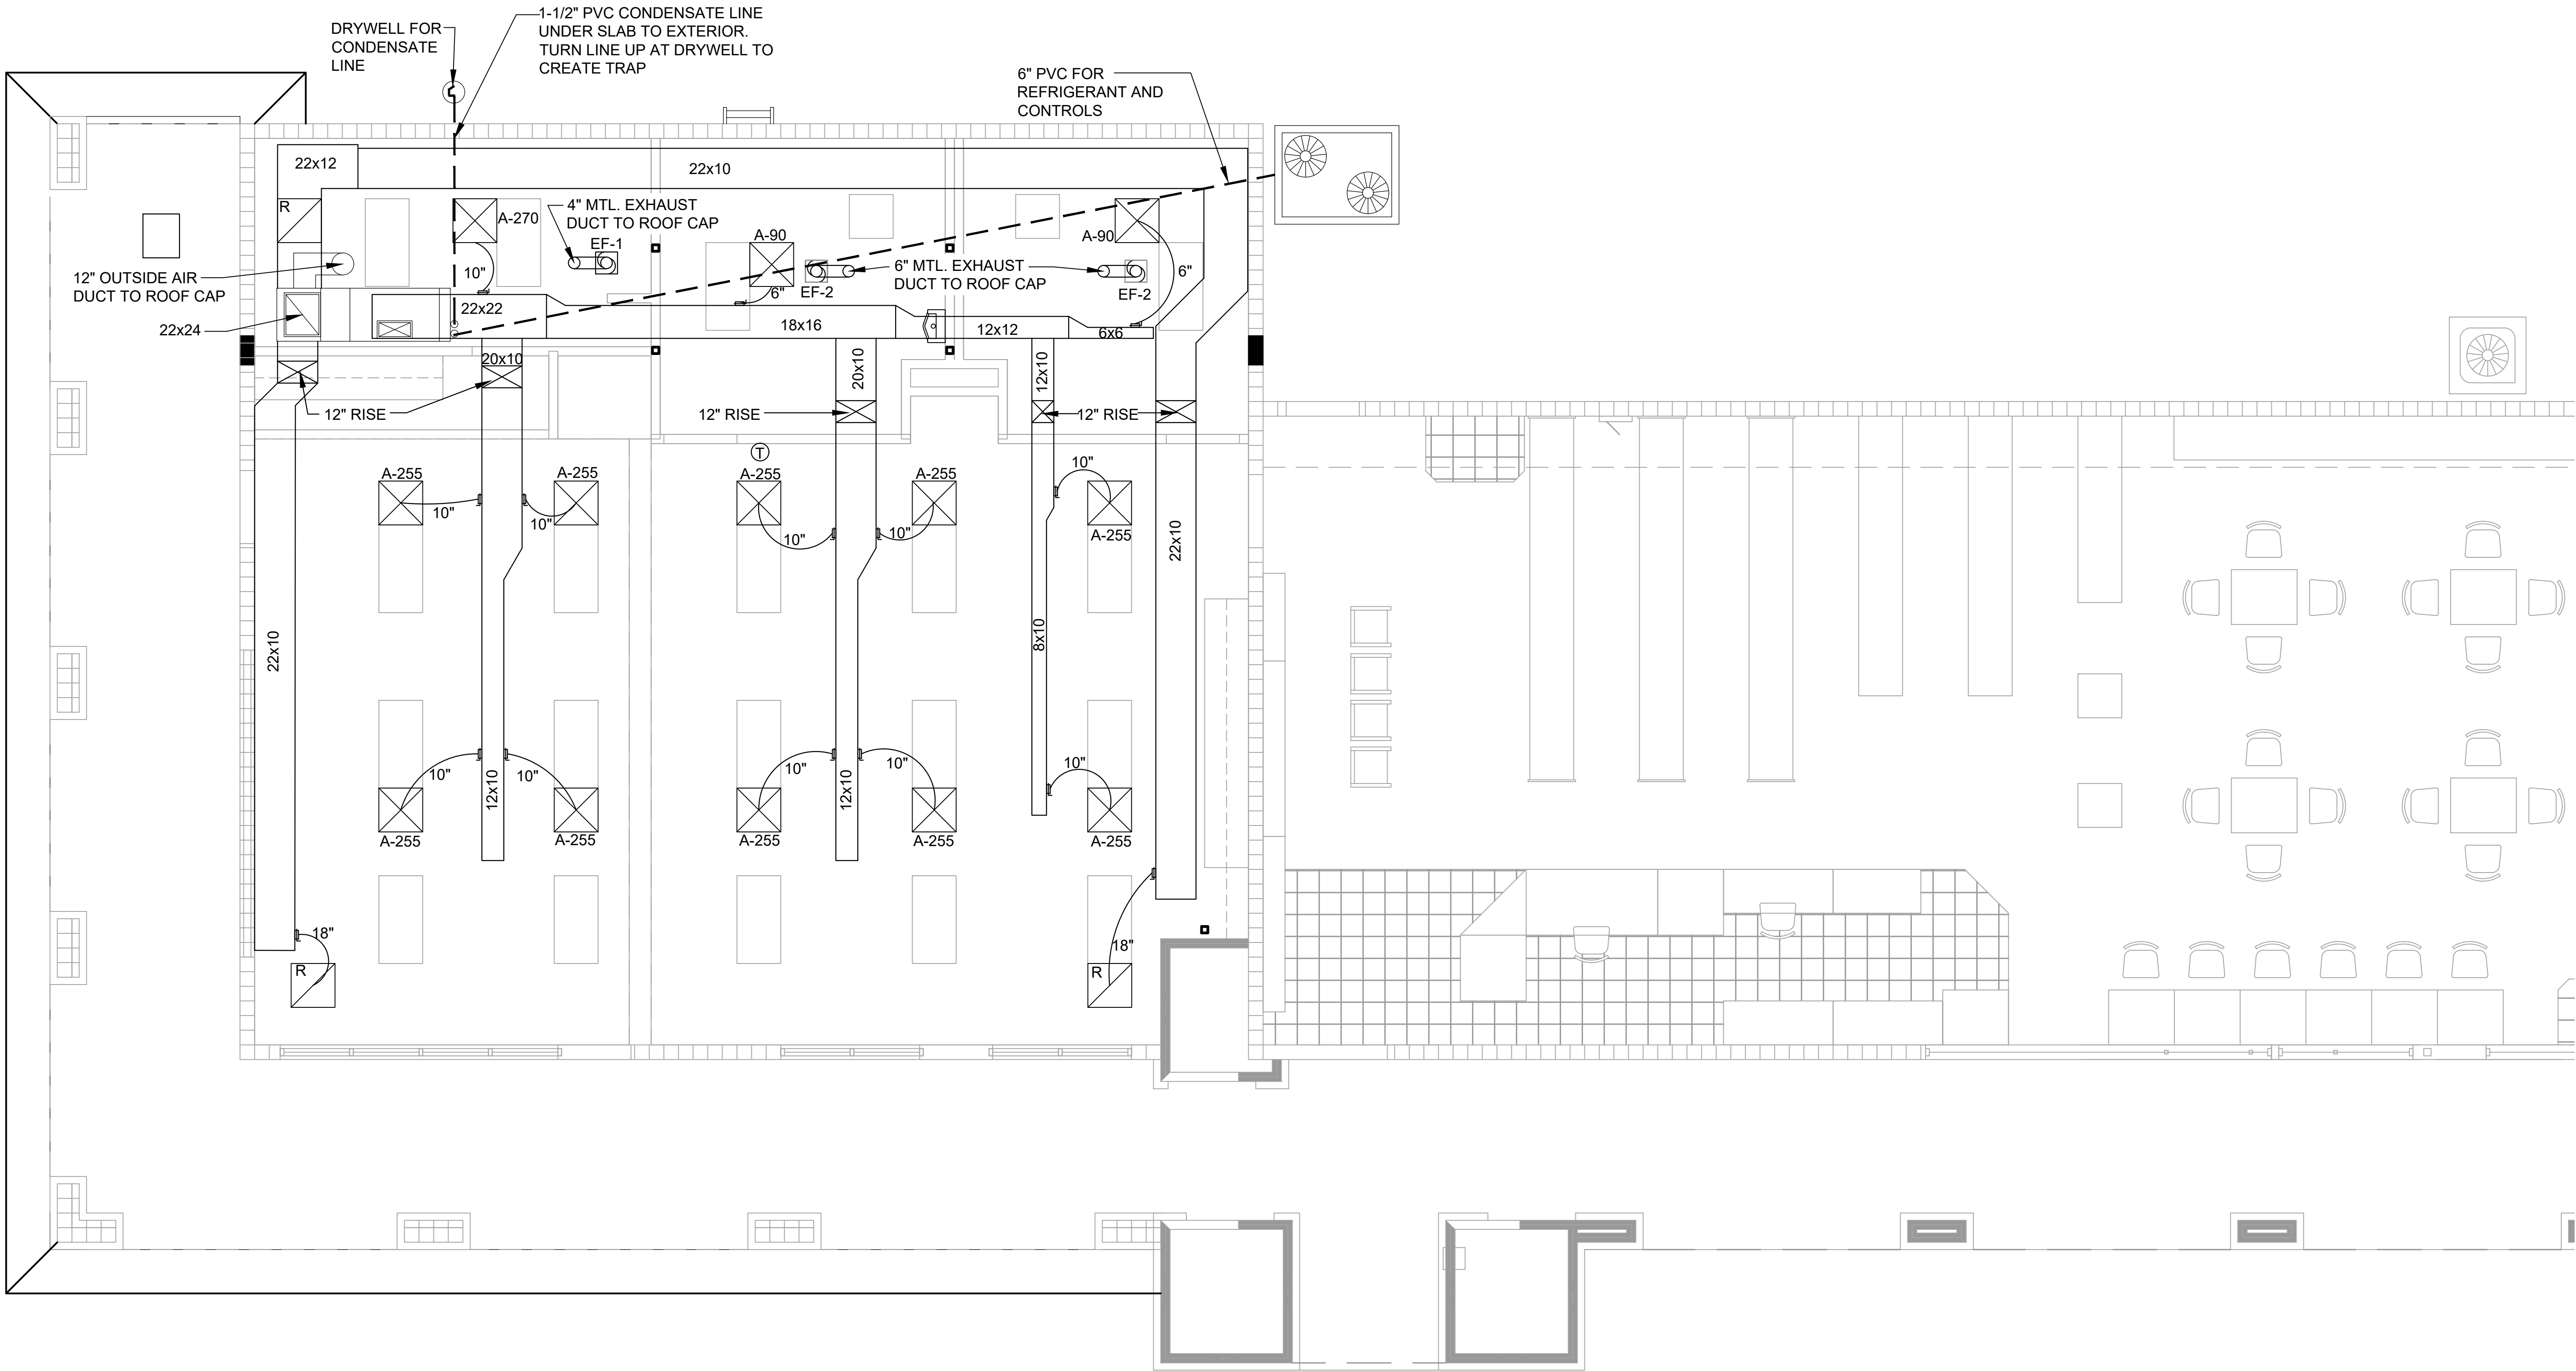 1-1/2" PVC CONDENSATE LINE
UNDER SLAB TO EXTERIOR.
TURN LINE UP AT DRYWELL TO
CREATE TRAP
DRYWELL FOR
CONDENSATE
LINE
6" PVC FOR
REFRIGERANT AND
CONTROLS
22x12
22x10
R
A-270
4" MTL. EXHAUST
DUCT TO ROOF CAP
EF-1
A-90
A-90
12" OUTSIDE AIR
DUCT TO ROOF CAP
10"
6"
EF-2
6" MTL. EXHAUST
DUCT TO ROOF CAP
6"
EF-2
22x24
22x22
18x16
12x12
6x6
20x10
20x10
12x10
12" RISE
12" RISE
12" RISE
T
A-255
A-255
A-255
A-255
10"
10"
10"
10"
10"
A-255
22x10
22x10
8x10
10"
10"
10"
10"
10"
12x10
12x10
A-255
A-255
A-255
A-255
A-255
18"
R
18"
R